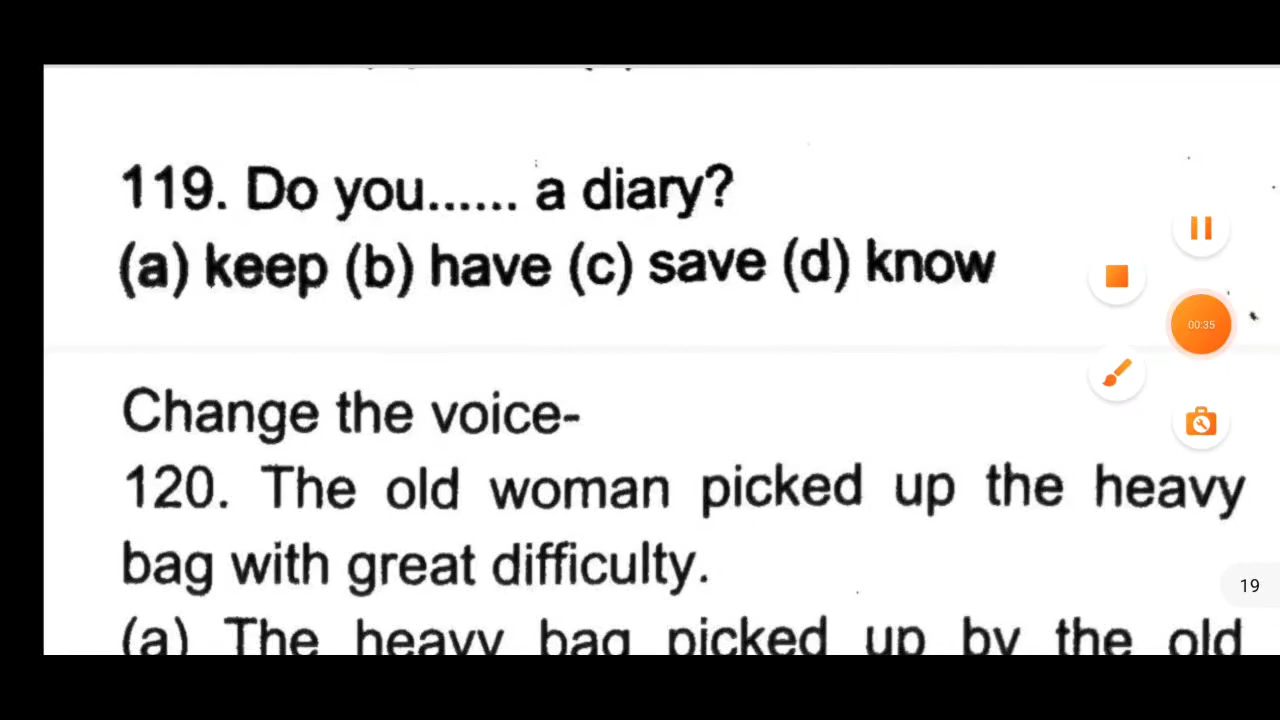 119. Do you...... a diary?
(a) keep (b) have (c) save (d) know
00:35
Change the voice-
120. The old woman picked up the heavy
bag with great difficulty.
19
(a) The heavy bag picked up by the old